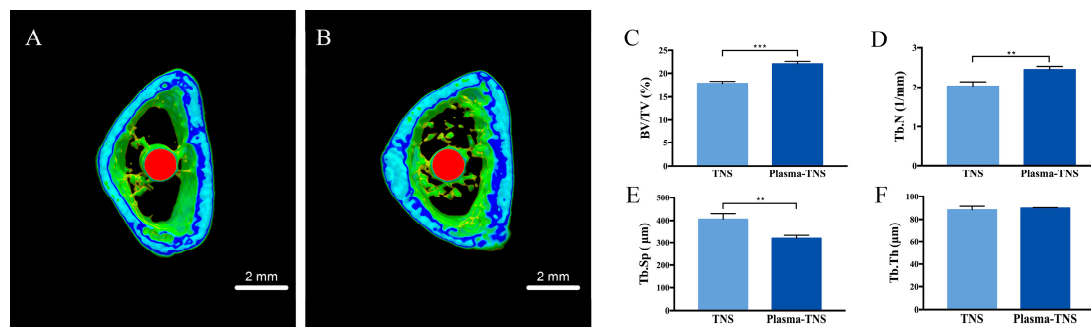 A
2 mm
B
2 mm
C
BV/TV (%)
25
20
15
10
5
0
***
TNS
Plasma-TNS
D
Tb.N (1/mm)
3
2
1
0
**
TNS
Plasma-TNS
E
Tb.Sp ( μm)
500
400
300
200
100
0
**
TNS
Plasma-TNS
F
Tb.Th (μm)
100
80
60
40
20
0
TNS
Plasma-TNS